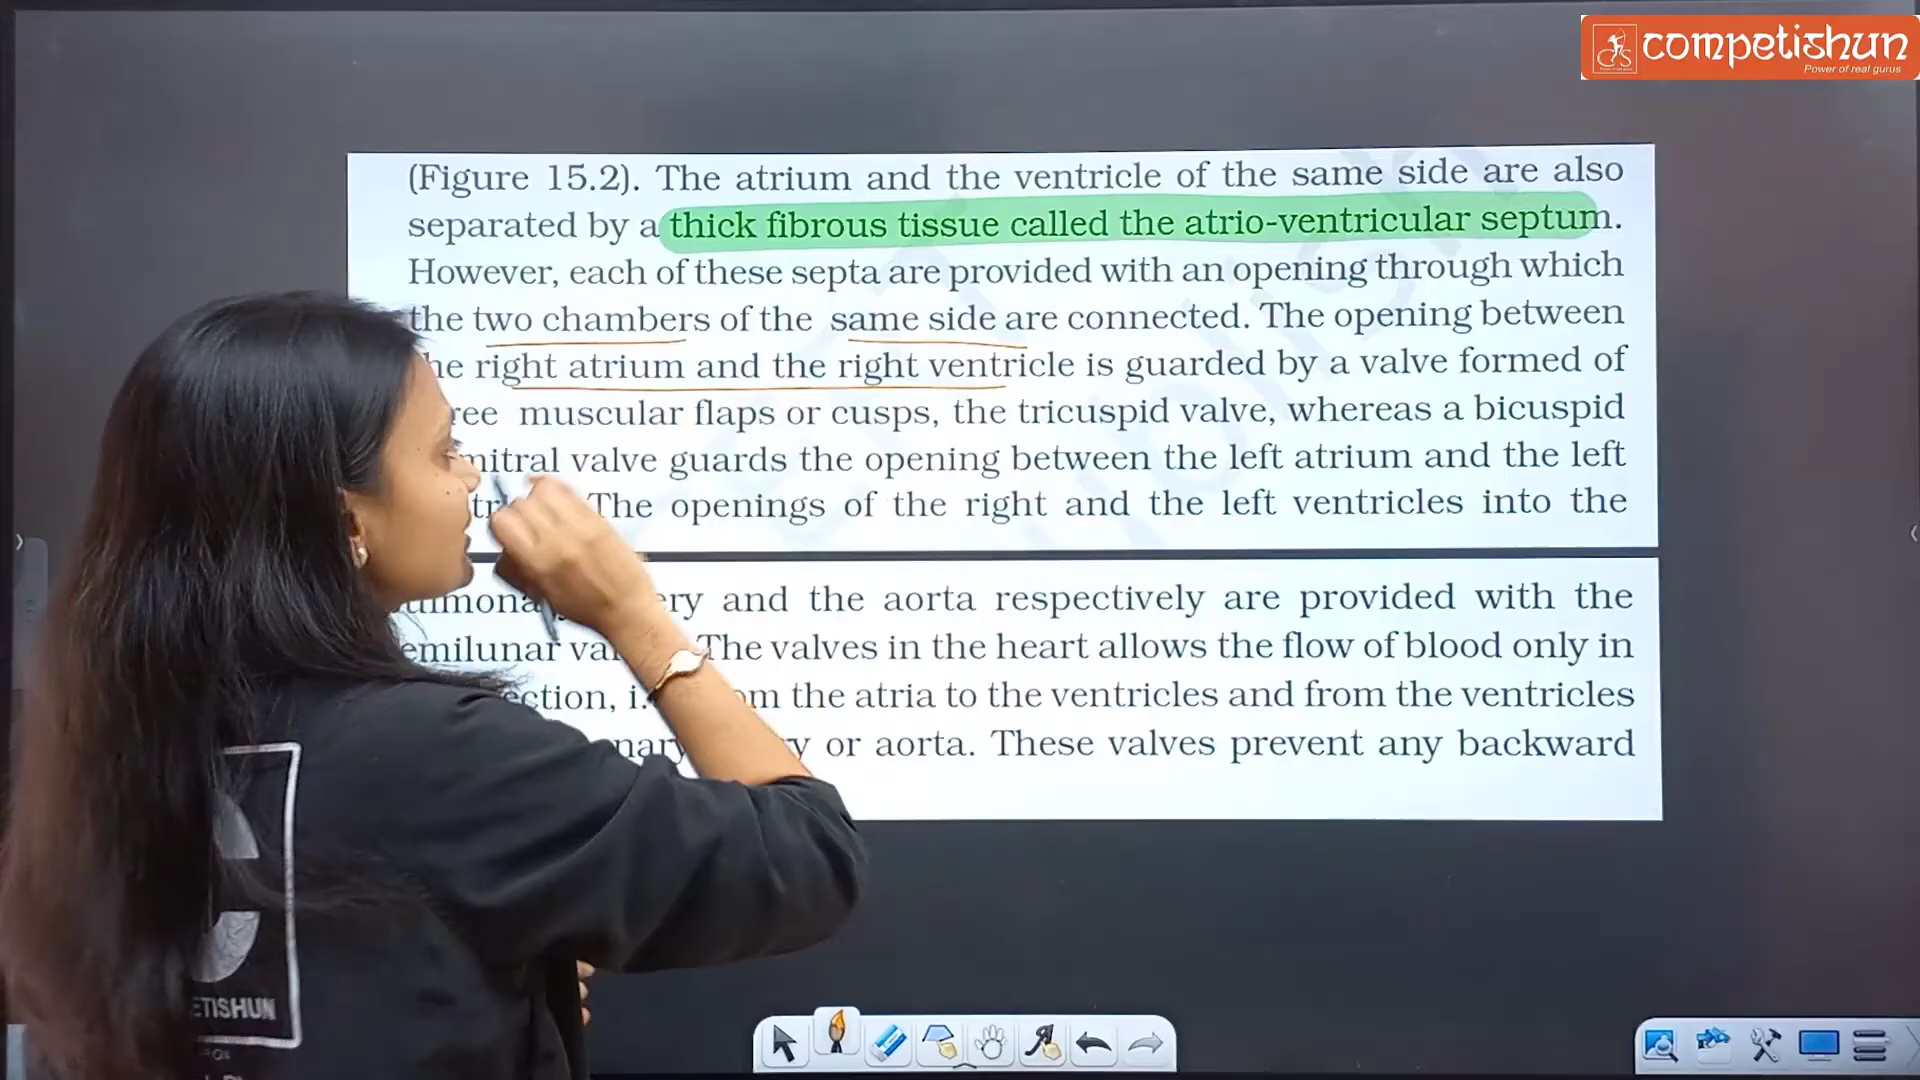 competishun
Power of real gurus
(Figure 15.2). The atrium and the ventricle of the same side are also
separated by a thick fibrous tissue called the atrio-ventricular septum.
However, each of these septa are provided with an opening through which
the two chambers of the same side are connected. The opening between
he right atrium and the right ventricle is guarded by a valve formed of
ree muscular flaps or cusps, the tricuspid valve, whereas a bicuspid
mitral valve guards the opening between the left atrium and the left
The openings of the right and the left ventricles into the
ery and the aorta respectively are provided with the
emilunar The valves in the heart allows the flow of blood only in
ction, the atria to the ventricles and from the ventricles
or aorta. These valves prevent any backward
ETISHUN